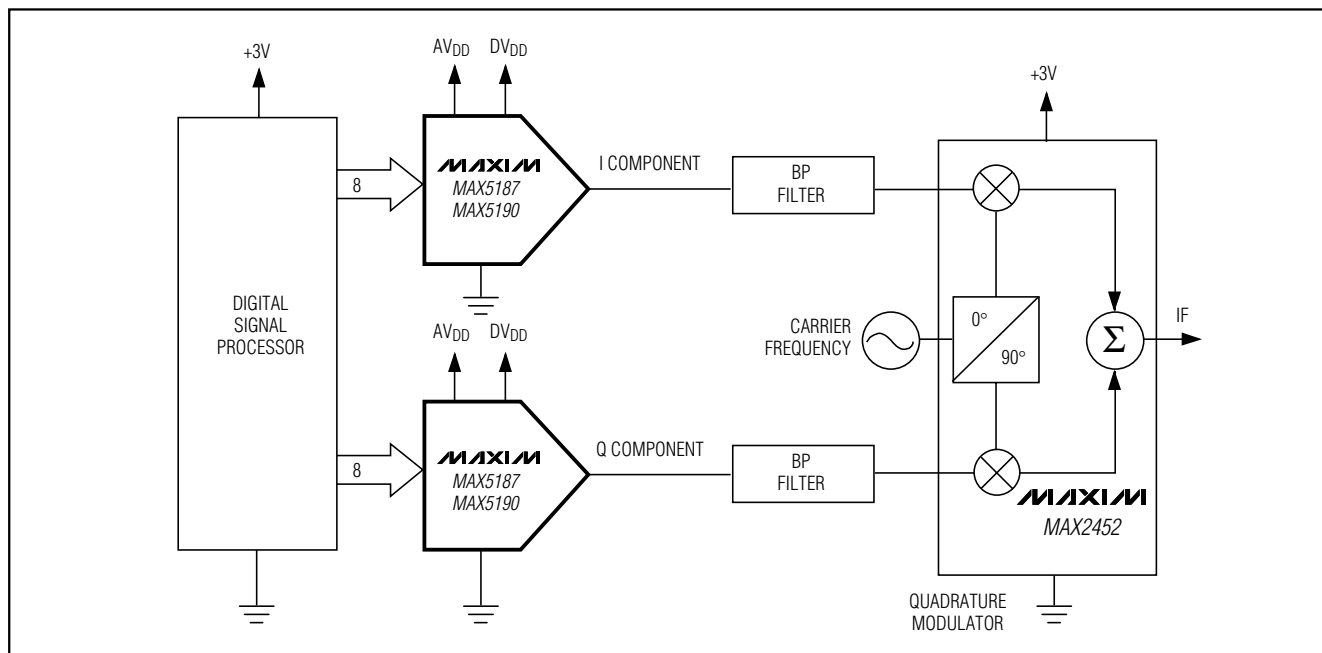 +3V
AVDD DVDD
MAXIM
MAX5187
MAX5190
8
I COMPONENT
BP
FILTER
+3V
DIGITAL
SIGNAL
PROCESSOR
CARRIER
FREQUENCY
0°
90°
Σ
IF
AVDD DVDD
8
MAXIM
MAX5187
MAX5190
Q COMPONENT
BP
FILTER
MAXIM
MAX2452
QUADRATURE
MODULATOR